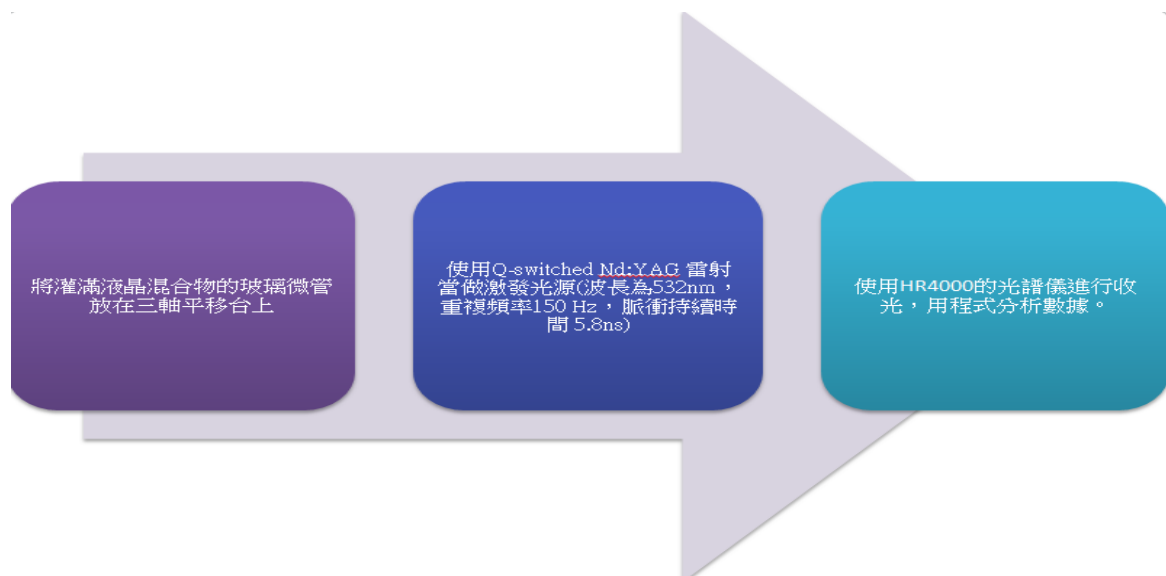 將灌滿液晶混合物的玻璃微管
放在三軸平移台上
使用Q-switched Nd:YAG 雷射
當做激發光源(波長為532nm，
重複頻率150 Hz，脈衝持續時
間 5.8ns)
使用HR4000的光譜儀進行收
光，用程式分析數據。